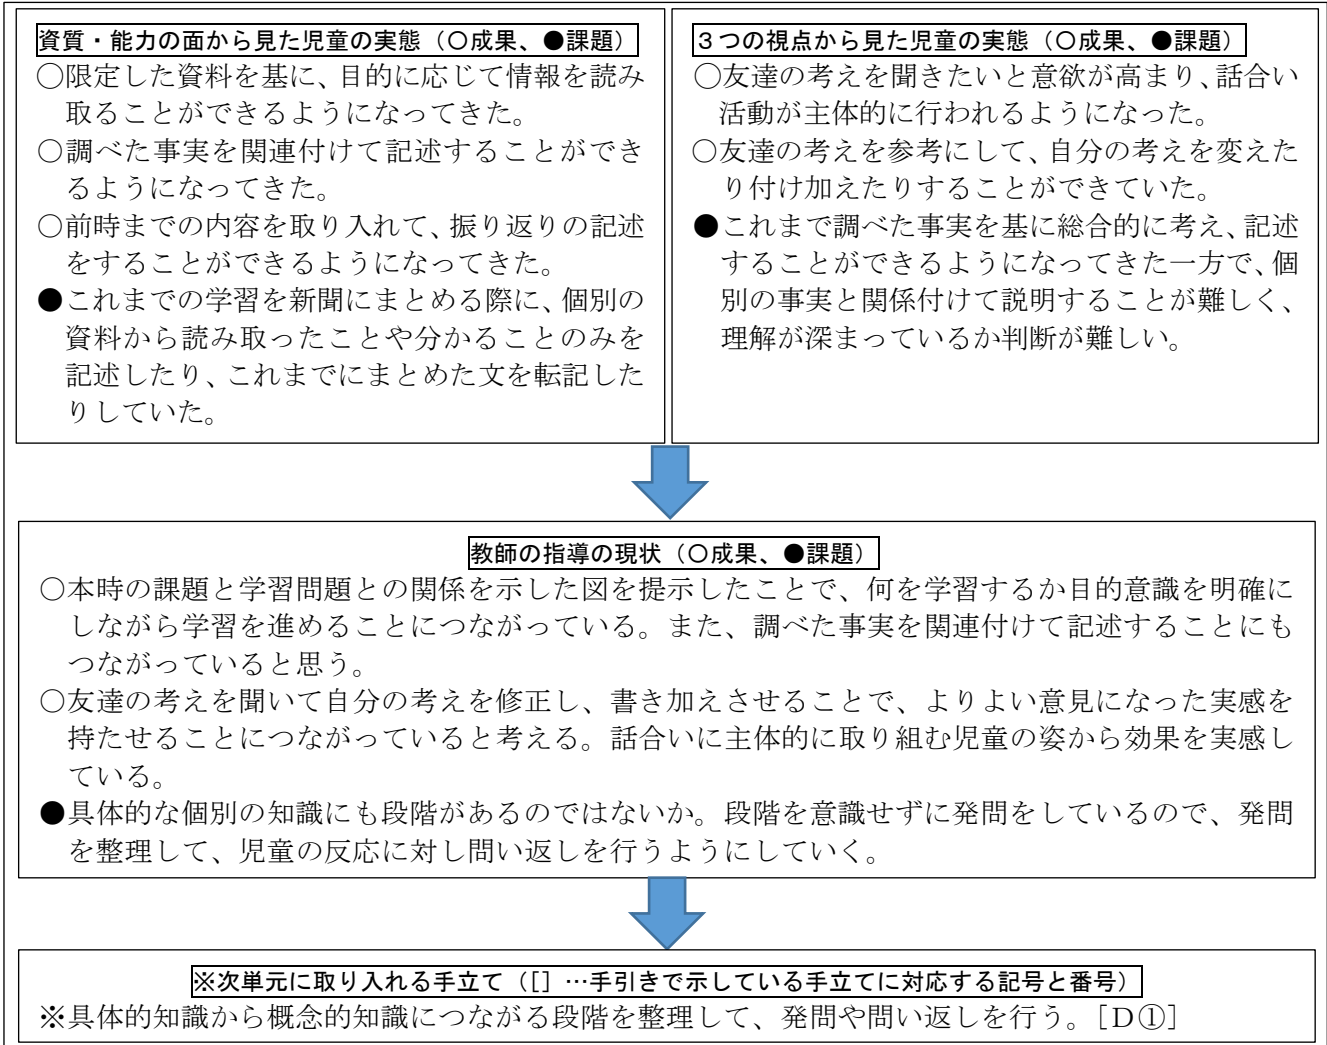 資質・能力の面から見た児童の実態（〇成果、●課題）
〇限定した資料を基に、目的に応じて情報を読み
取ることができるようになってきた。
〇調べた事実を関連付けて記述することができ
るようになってきた。
〇前時までの内容を取り入れて、振り返りの記述
をすることができるようになってきた。
●これまでの学習を新聞にまとめる際に、個別の
資料から読み取ったことや分かることのみを
記述したり、これまでにまとめた文を転記した
りしていた。
３つの視点から見た児童の実態（〇成果、●課題）
〇友達の考えを聞きたいと意欲が高まり、話合い
活動が主体的に行われるようになった。
〇友達の考えを参考にして、自分の考えを変えた
り付け加えたりすることができていた。
●これまで調べた事実を基に総合的に考え、記述
することができるようになってきた一方で、個
別の事実と関係付けて説明することが難しく、
理解が深まっているか判断が難しい。
教師の指導の現状（〇成果、●課題）
〇本時の課題と学習問題との関係を示した図を提示したことで、何を学習するか目的意識を明確に
しながら学習を進めることにつながっている。また、調べた事実を関連付けて記述することにも
つながっていると思う。
〇友達の考えを聞いて自分の考えを修正し、書き加えさせることで、よりよい意見になった実感を
持たせることにつながっていると考える。話合いに主体的に取り組む児童の姿から効果を実感し
ている。
●具体的な個別の知識にも段階があるのではないか。段階を意識せずに発問をしているので、発問
を整理して、児童の反応に対し問い返しを行うようにしていく。
※次単元に取り入れる手立て（[] …手引きで示している手立てに対応する記号と番号）
※具体的知識から概念的知識につながる段階を整理して、発問や問い返しを行う。［Ｄ①］